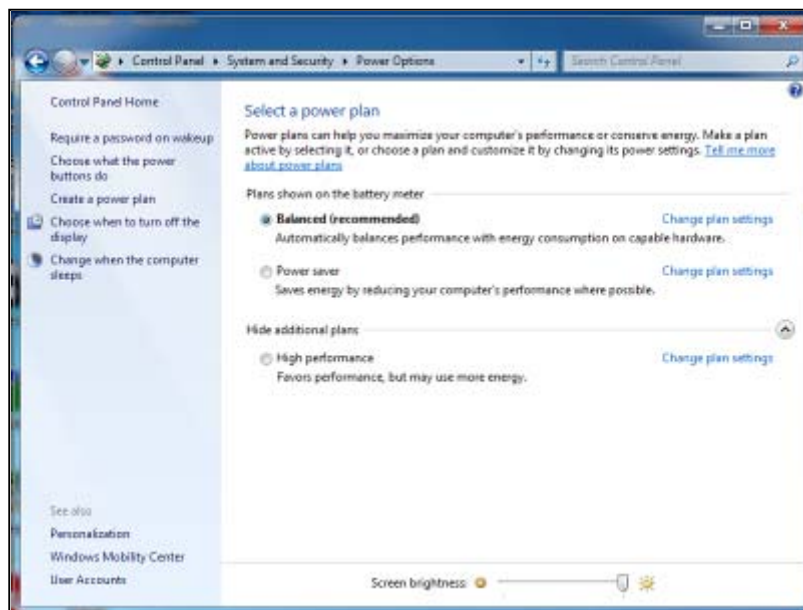 Control Panel ▸ System and Security ▸ Power Options
Search Control Panel
Control Panel Home
Require a password on wakeup
Choose what the power
buttons do
Create a power plan
Choose when to turn off the
display
Change when the computer
sleeps
See also
Personalization
Windows Mobility Center
User Accounts
Select a power plan
Power plans can help you maximize your computer's performance or conserve energy. Make a plan
active by selecting it, or choose a plan and customize it by changing its power settings. Tell me more
about power plans
Plans shown on the battery meter
Balanced (recommended) Change plan settings
Automatically balances performance with energy consumption on capable hardware.
Power saver Change plan settings
Saves energy by reducing your computer's performance where possible.
Hide additional plans
High performance Change plan settings
Favors performance, but may use more energy.
Screen brightness: